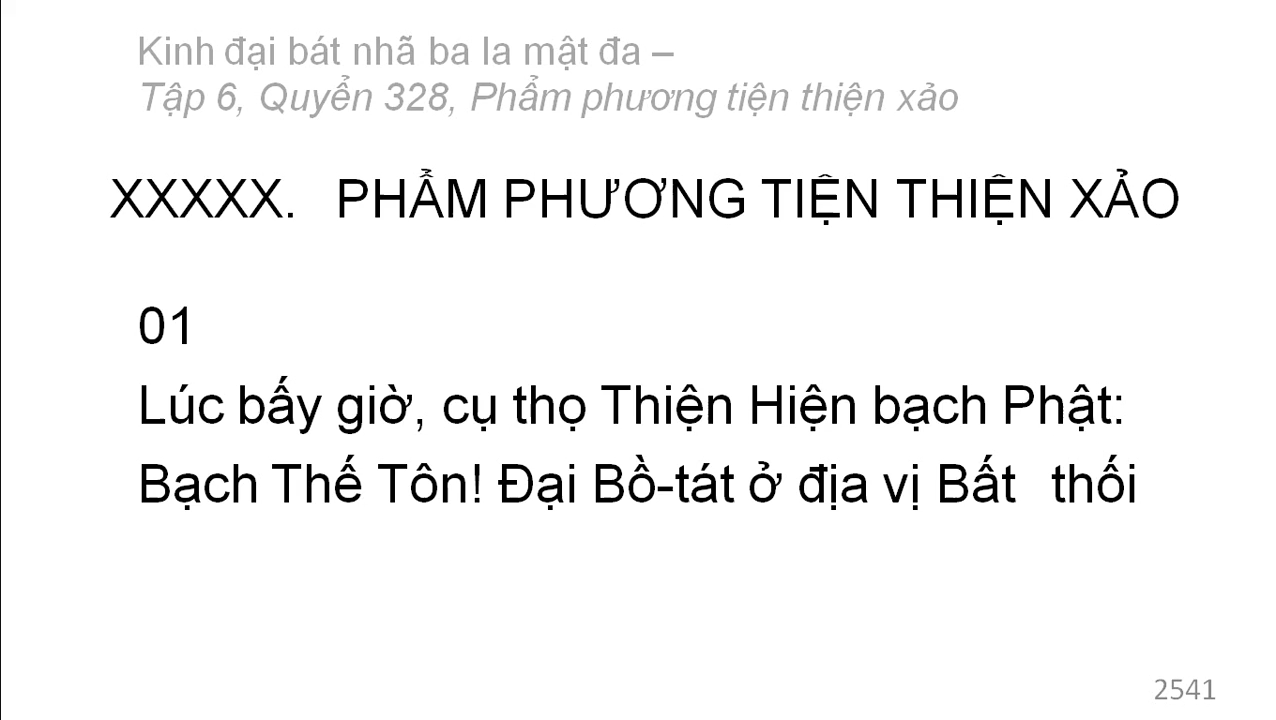 Kinh đại bát nhã ba la mật đa –
Tập 6, Quyển 328, Phẩm phương tiện thiện xảo
XXXXX. PHẨM PHƯƠNG TIỆN THIỆN XẢO
01
Lúc bấy giờ, cụ thọ Thiện Hiện bạch Phật:
Bạch Thế Tôn! Đại Bồ-tát ở địa vị Bất thối
2541